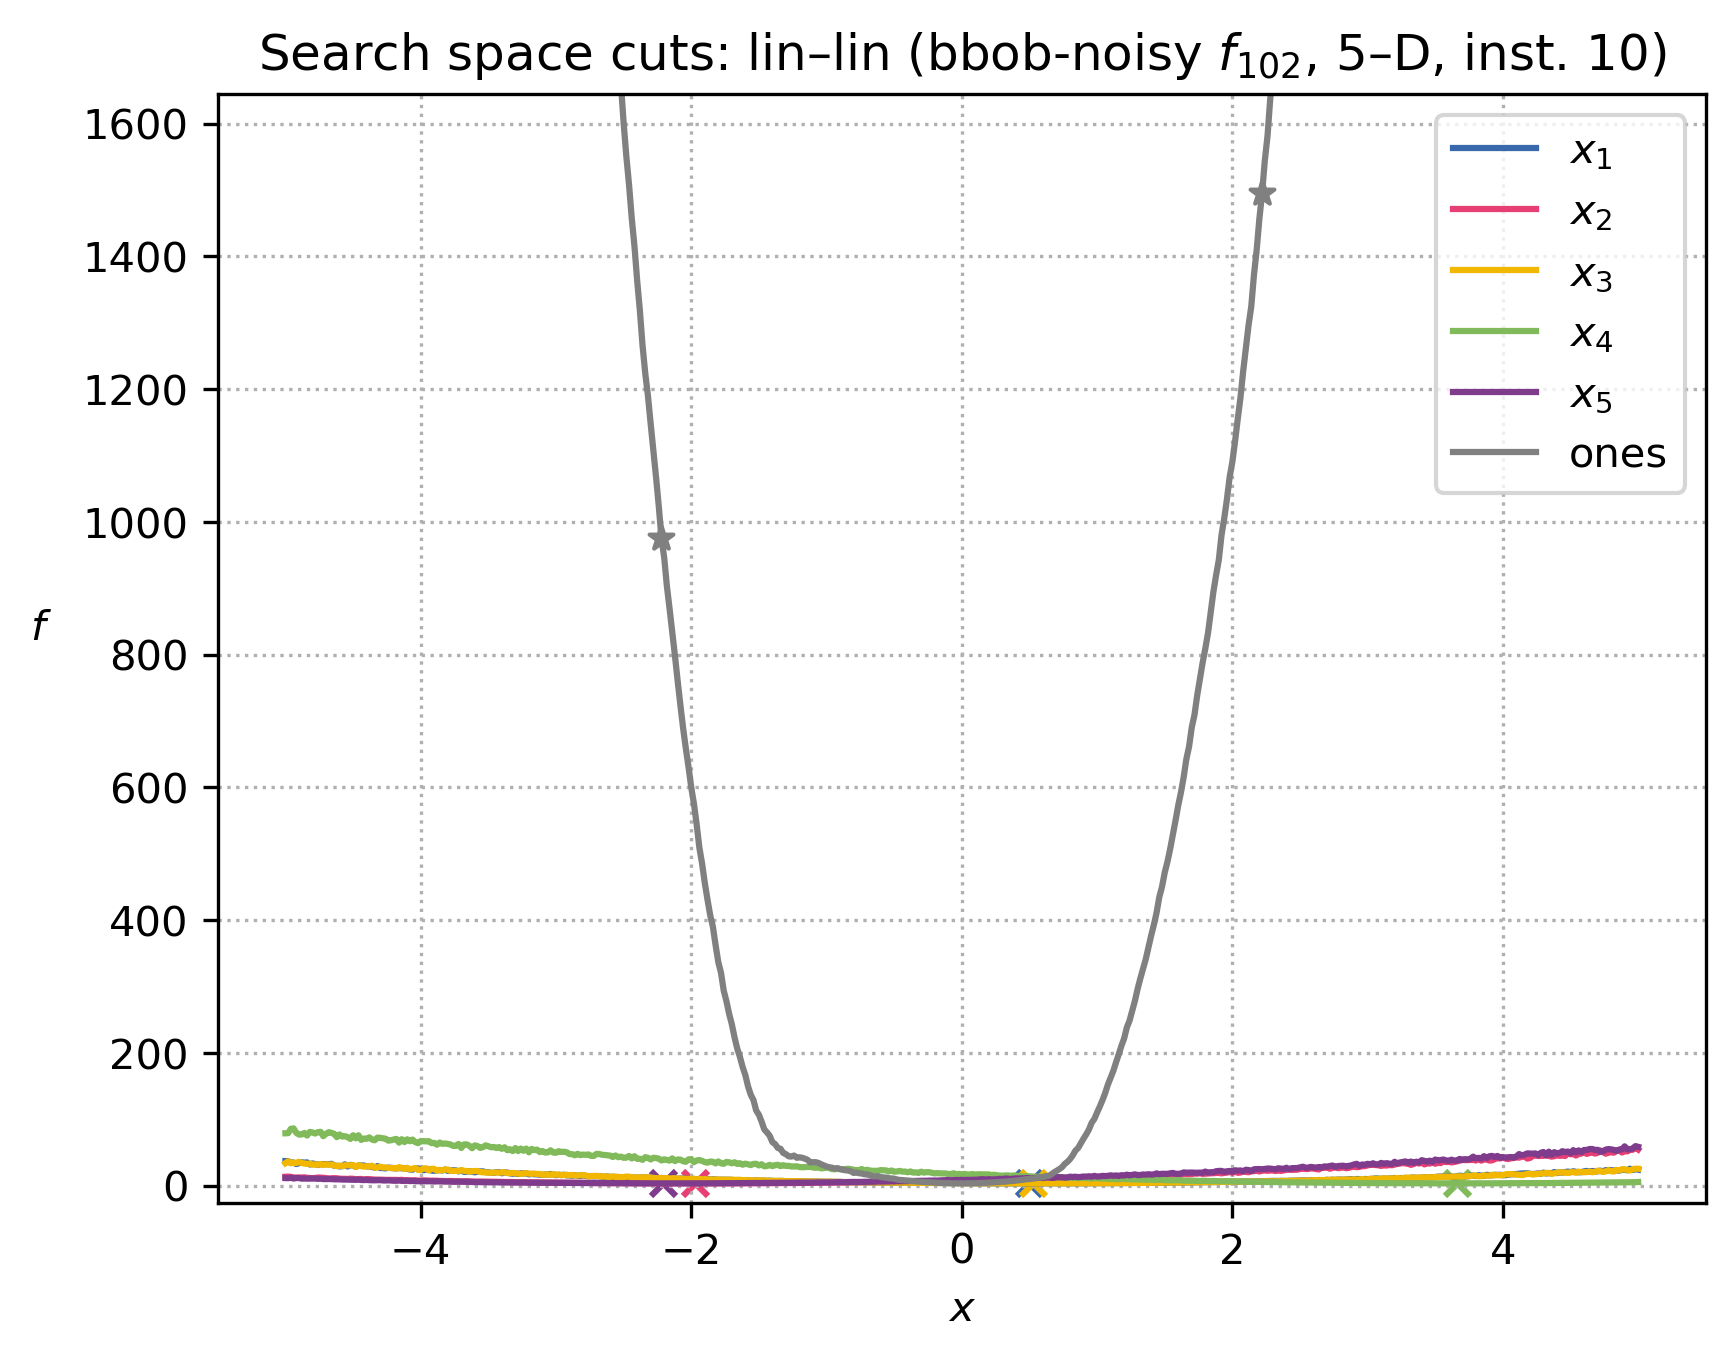 Search space cuts: lin–lin (bbob-noisy f102, 5–D, inst. 10)
1600
1400
1200
1000
800
600
400
200
0
f
−4
−2
0
2
4
x
x1
x2
x3
x4
x5
ones